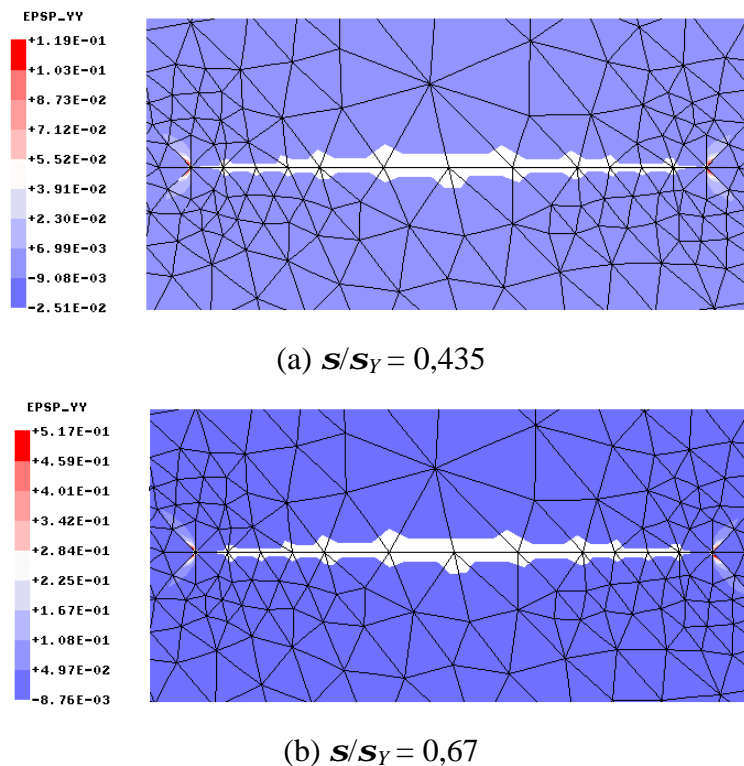 EPSP_YY
+1.19E-01
+1.03E-01
+8.73E-02
+7.12E-02
+5.52E-02
+3.91E-02
+2.30E-02
+6.99E-03
-9.08E-03
-2.51E-02
(a) s/sY = 0,435
EPSP_YY
+5.17E-01
+4.59E-01
+4.01E-01
+3.42E-01
+2.84E-01
+2.25E-01
+1.67E-01
+1.08E-01
+4.97E-02
-8.76E-03
(b) s/sY = 0,67